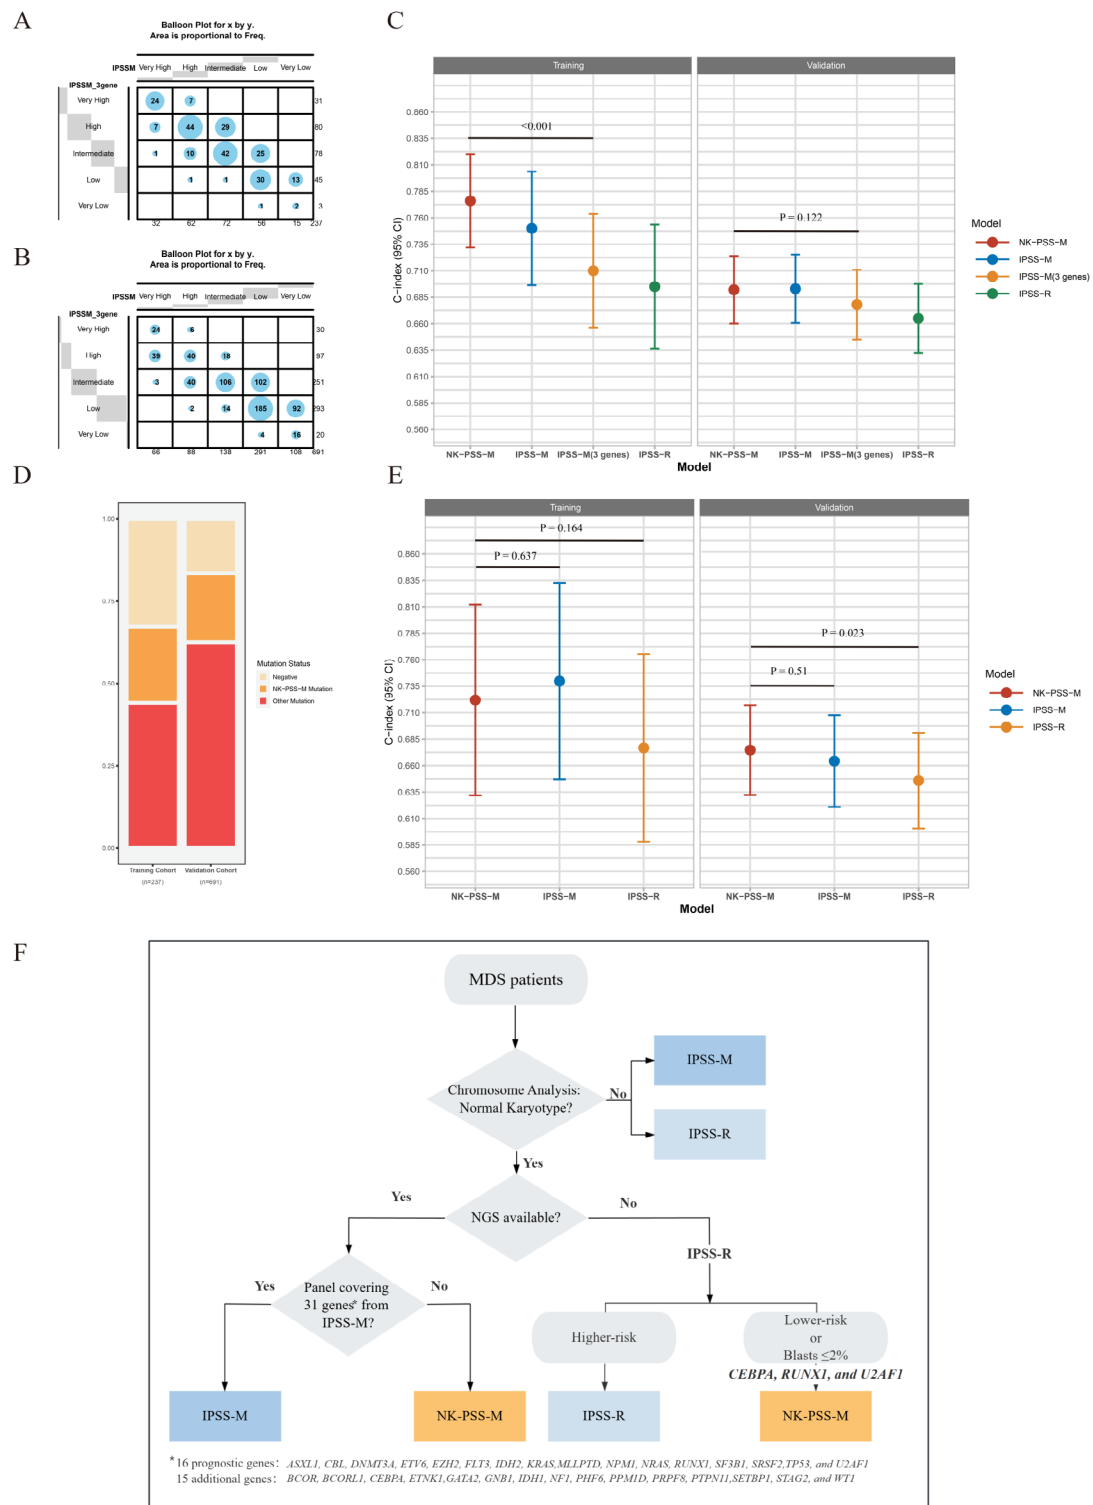 A
Balloon Plot for x by y.
Area is proportional to Freq.
IPSSM Very High High Intermediate Low Very Low
IPSSM_3gene
Very High 24 7 31
High 7 44 29 80
Intermediate 1 10 42 25 78
Low 1 1 30 13 45
Very Low 1 2 3
32 62 72 56 15 237
B
Balloon Plot for x by y.
Area is proportional to Freq.
IPSSM Very High High Intermediate Low Very Low
IPSSM_3gene
Very High 24 6 30
High 39 40 18 97
Intermediate 3 40 106 102 251
Low 2 14 185 92 293
Very Low 4 16 20
66 88 138 291 108 691
C
Training Validation
0.860
0.835
0.810
0.785
0.760
0.735
0.710
0.685
0.660
0.635
0.610
0.585
0.560
C-index (95% CI)
<0.001
P = 0.122
NK-PSS-M IPSS-M IPSS-M(3 genes) IPSS-R NK-PSS-M IPSS-M IPSS-M(3 genes) IPSS-R
Model
Model
NK-PSS-M
IPSS-M
IPSS-M(3 genes)
IPSS-R
D
1.00
0.75
0.50
0.25
0.00
Training Cohort Validation Cohort
(n=237) (n=691)
Mutation Status
Negative
NK-PSS-M Mutation
Other Mutation
E
Training Validation
0.860
0.835
0.810
0.785
0.760
0.735
0.710
0.685
0.660
0.635
0.610
0.585
0.560
C-index (95% CI)
P = 0.164
P = 0.637
P = 0.023
P = 0.51
NK-PSS-M IPSS-M IPSS-R NK-PSS-M IPSS-M IPSS-R
Model
Model
NK-PSS-M
IPSS-M
IPSS-R
F
MDS patients
Chromosome Analysis:
Normal Karyotype?
No
IPSS-M
IPSS-R
Yes
NGS available?
Yes
No
IPSS-R
Panel covering
31 genes* from
IPSS-M?
Yes
No
Higher-risk
Lower-risk
or
Blasts ≤2%
CEBPA, RUNX1, and U2AF1
IPSS-M
NK-PSS-M
IPSS-R
NK-PSS-M
*16 prognostic genes: ASXL1, CBL, DNMT3A, ETV6, EZH2, FLT3, IDH2, KRAS,MLLPTD, NPM1, NRAS, RUNX1, SF3B1, SRSF2,TP53, and U2AF1
15 additional genes: BCOR, BCORL1, CEBPA, ETNK1,GATA2, GNB1, IDH1, NF1, PHF6, PPM1D, PRPF8, PTPN11,SETBP1, STAG2, and WT1